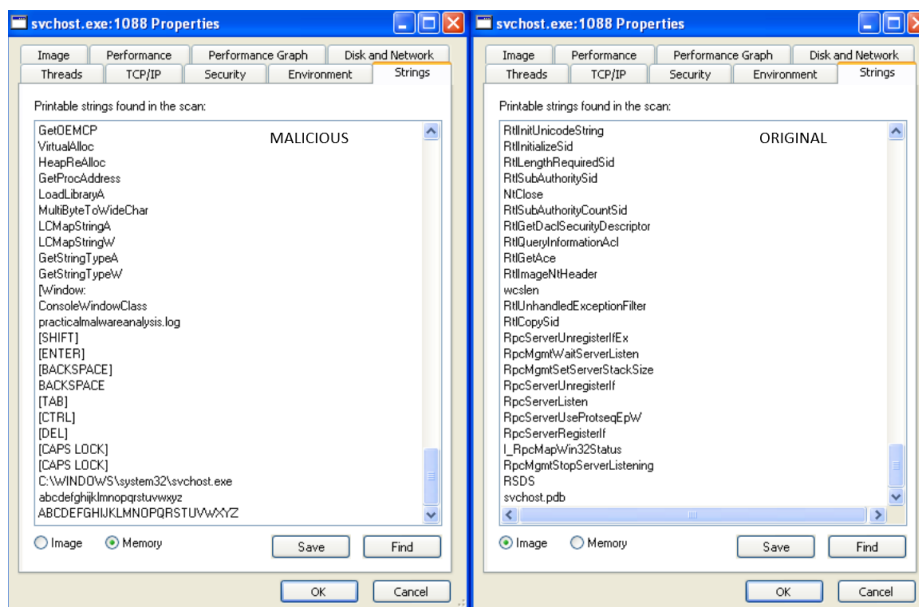 svchost.exe:1088 Properties
Image
Performance
Performance Graph
Disk and Network
Threads
TCP/IP
Security
Environment
Strings
Printable strings found in the scan:
MALICIOUS
GetOEMCP
VirtualAlloc
HeapReAlloc
GetProcAddress
LoadLibraryA
MultiByteToWideChar
LCMapStringA
LCMapStringW
GetStringTypeA
GetStringTypeW
[Window:
ConsoleWindowClass
practicalmalwareanalysis.log
[SHIFT]
[ENTER]
[BACKSPACE]
BACKSPACE
[TAB]
[CTRL]
[DEL]
[CAPS LOCK]
[CAPS LOCK]
C:\WINDOWS\system32\svchost.exe
abcdefghijklmnopqrstuvwxyz
ABCDEFGHIJKLMNOPQRSTUVWXYZ
Image
Memory
Save
Find
OK
Cancel
svchost.exe:1088 Properties
Image
Performance
Performance Graph
Disk and Network
Threads
TCP/IP
Security
Environment
Strings
Printable strings found in the scan:
ORIGINAL
RtlInitUnicodeString
RtlInitializeSid
RtlLengthRequiredSid
RtlSubAuthoritySid
NtClose
RtlSubAuthorityCountSid
RtlGetDaclSecurityDescriptor
RtlQueryInformationAcl
RtlGetAce
RtlImageNtHeader
wcslen
RtlUnhandledExceptionFilter
RtlCopySid
RpcServerUnregisterIfEx
RpcMgmtWaitServerListen
RpcMgmtSetServerStackSize
RpcServerUnregisterIf
RpcServerListen
RpcServerUseProtseqEpW
RpcServerRegisterIf
I_RpcMapWin32Status
RpcMgmtStopServerListening
RSDS
svchost.pdb
Image
Memory
Save
Find
OK
Cancel